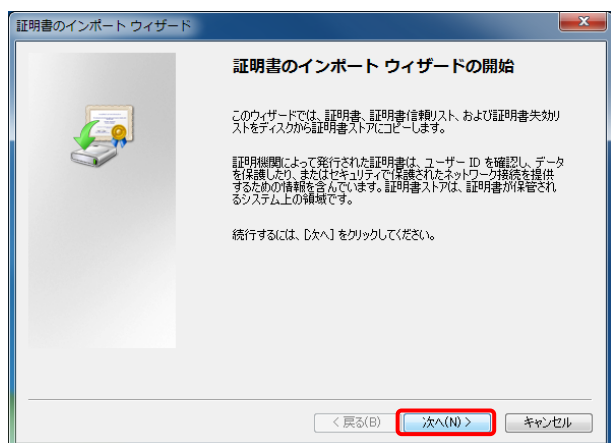 証明書のインポート ウィザード
証明書のインポート ウィザードの開始
このウィザードでは、証明書、証明書信頼リスト、および証明書失効リ
ストをディスクから証明書ストアにコピーします。
証明機関によって発行された証明書は、ユーザー ID を確認し、データ
を保護したり、またはセキュリティで保護されたネットワーク接続を提供
するための情報を含んでいます。証明書ストアは、証明書が保管され
るシステム上の領域です。
続行するには、[次へ] をクリックしてください。
< 戻る(B)
次へ(N) >
キャンセル